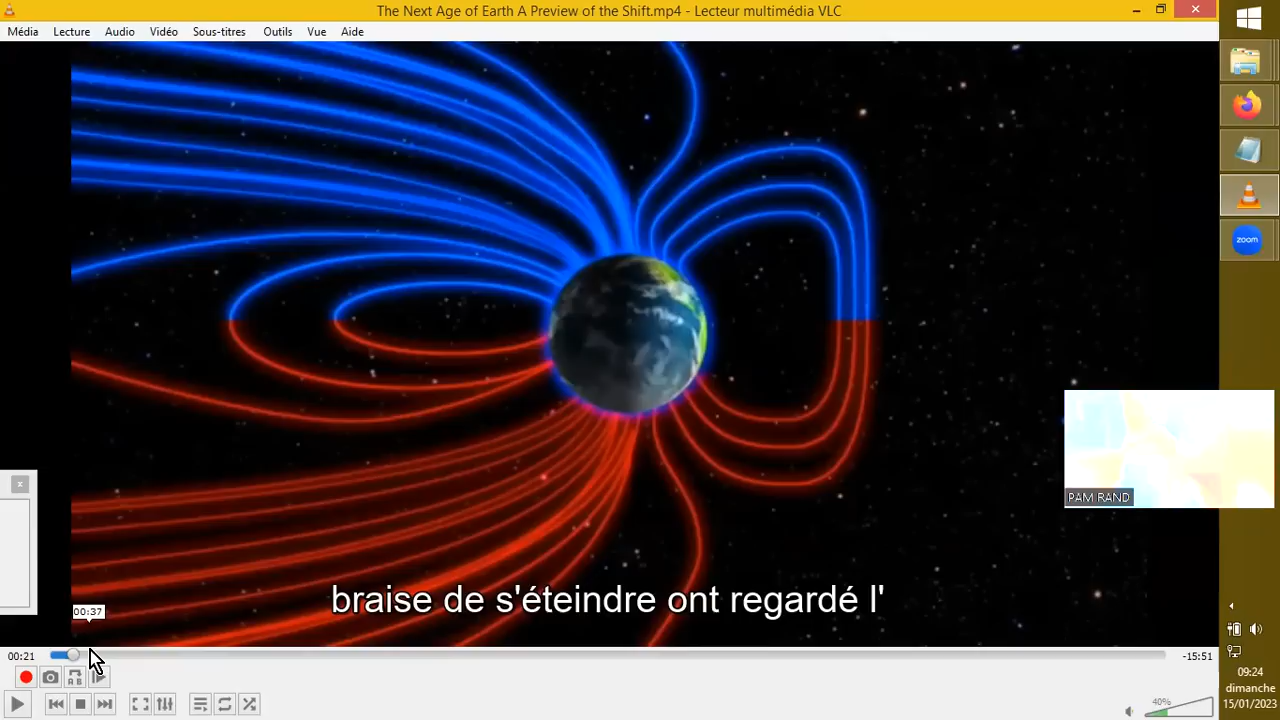 The Next Age of Earth A Preview of the Shift.mp4 - Lecteur multimédia VLC
Média Lecture Audio Vidéo Sous-titres Outils Vue Aide
PAM RAND
zoom
braise de s'éteindre ont regardé l'
00:37
00:21
-15:51
A B
40%
09:24
dimanche
15/01/2023